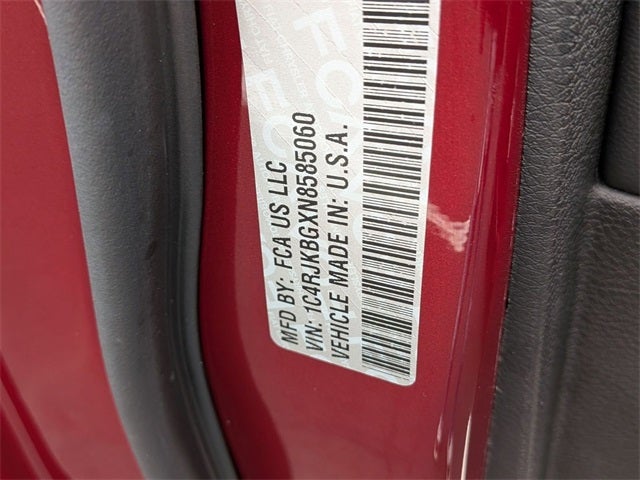 MFD BY: FCA US LLC
VIN: 1C4RJKBGXN8585060
VEHICLE MADE IN: U.S.A.